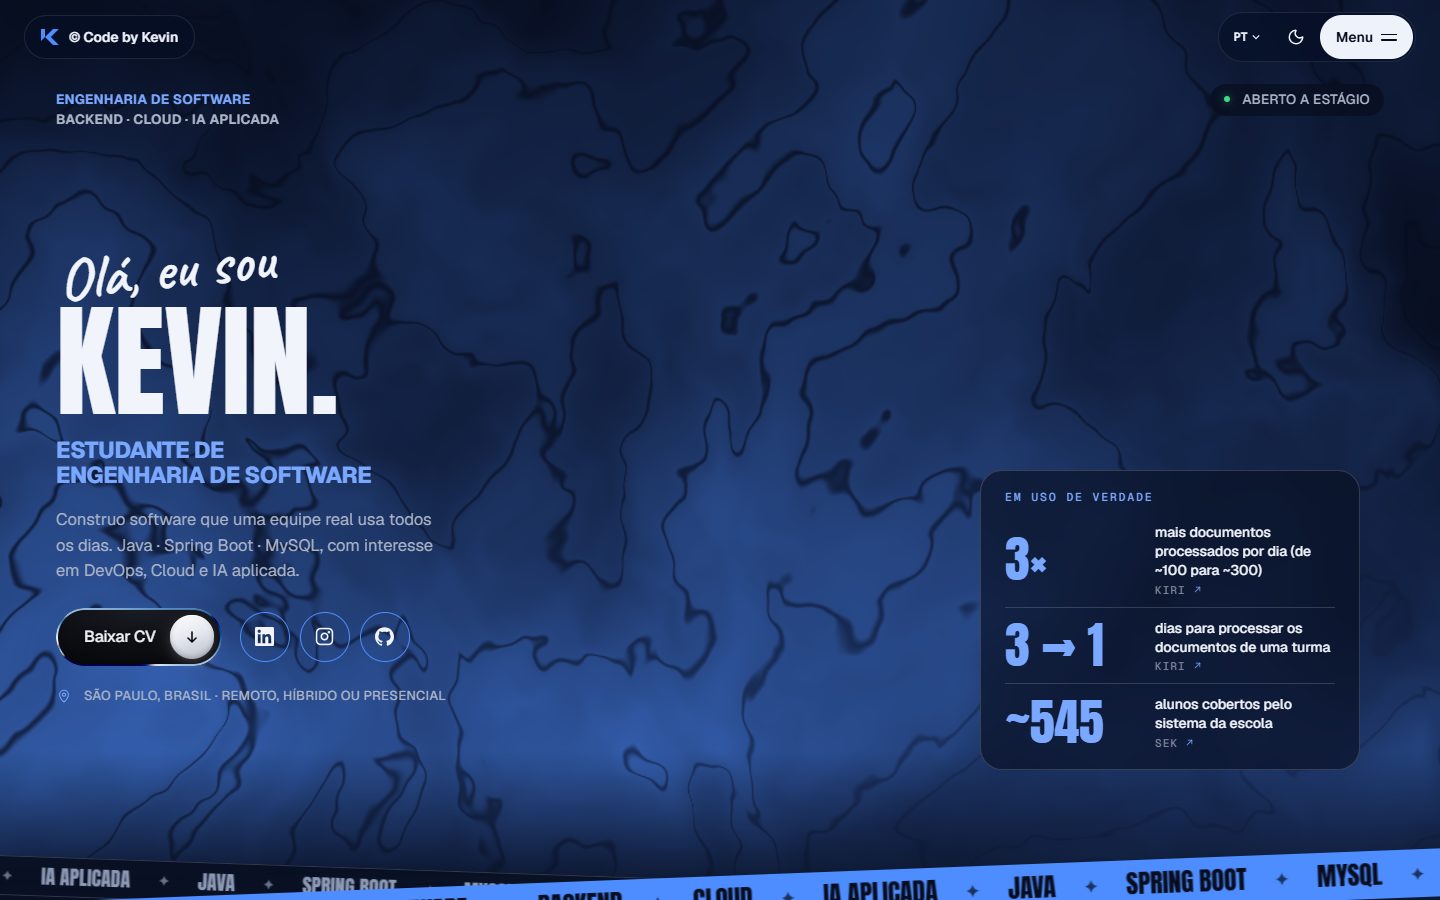 © Code by Kevin
PT
Menu
ENGENHARIA DE SOFTWARE
BACKEND · CLOUD · IA APLICADA
ABERTO A ESTÁGIO
Olá, eu sou
KEVIN.
ESTUDANTE DE
ENGENHARIA DE SOFTWARE
Construo software que uma equipe real usa todos
os dias. Java · Spring Boot · MySQL, com interesse
em DevOps, Cloud e IA aplicada.
Baixar CV
SÃO PAULO, BRASIL · REMOTO, HÍBRIDO OU PRESENCIAL
EM USO DE VERDADE
3×
mais documentos
processados por dia (de
~100 para ~300)
KIRI ↗
3 → 1
dias para processar os
documentos de uma turma
KIRI ↗
~545
alunos cobertos pelo
sistema da escola
SEK ↗
IA APLICADA ✦ JAVA ✦ SPRING BOOT
BACKEND ✦ CLOUD ✦ IA APLICADA ✦ JAVA ✦ SPRING BOOT ✦ MYSQL